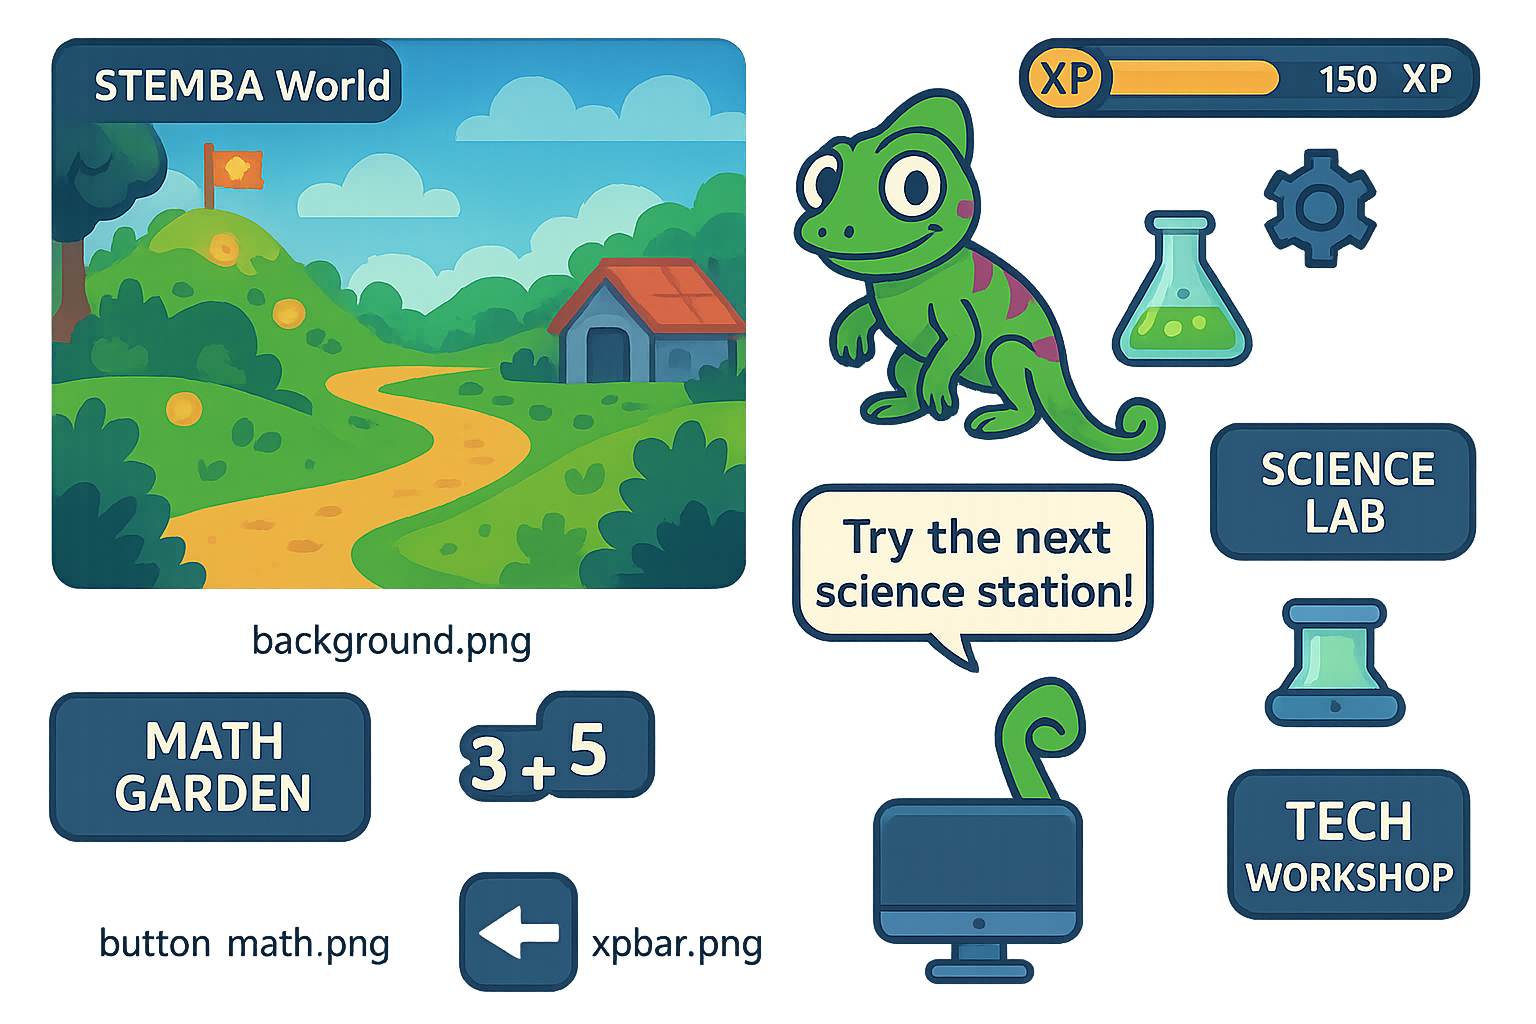 STEMBA World
XP 150 XP
Try the next
science station!
SCIENCE
LAB
background.png
MATH
GARDEN
3 + 5
TECH
WORKSHOP
button math.png
xpbar.png